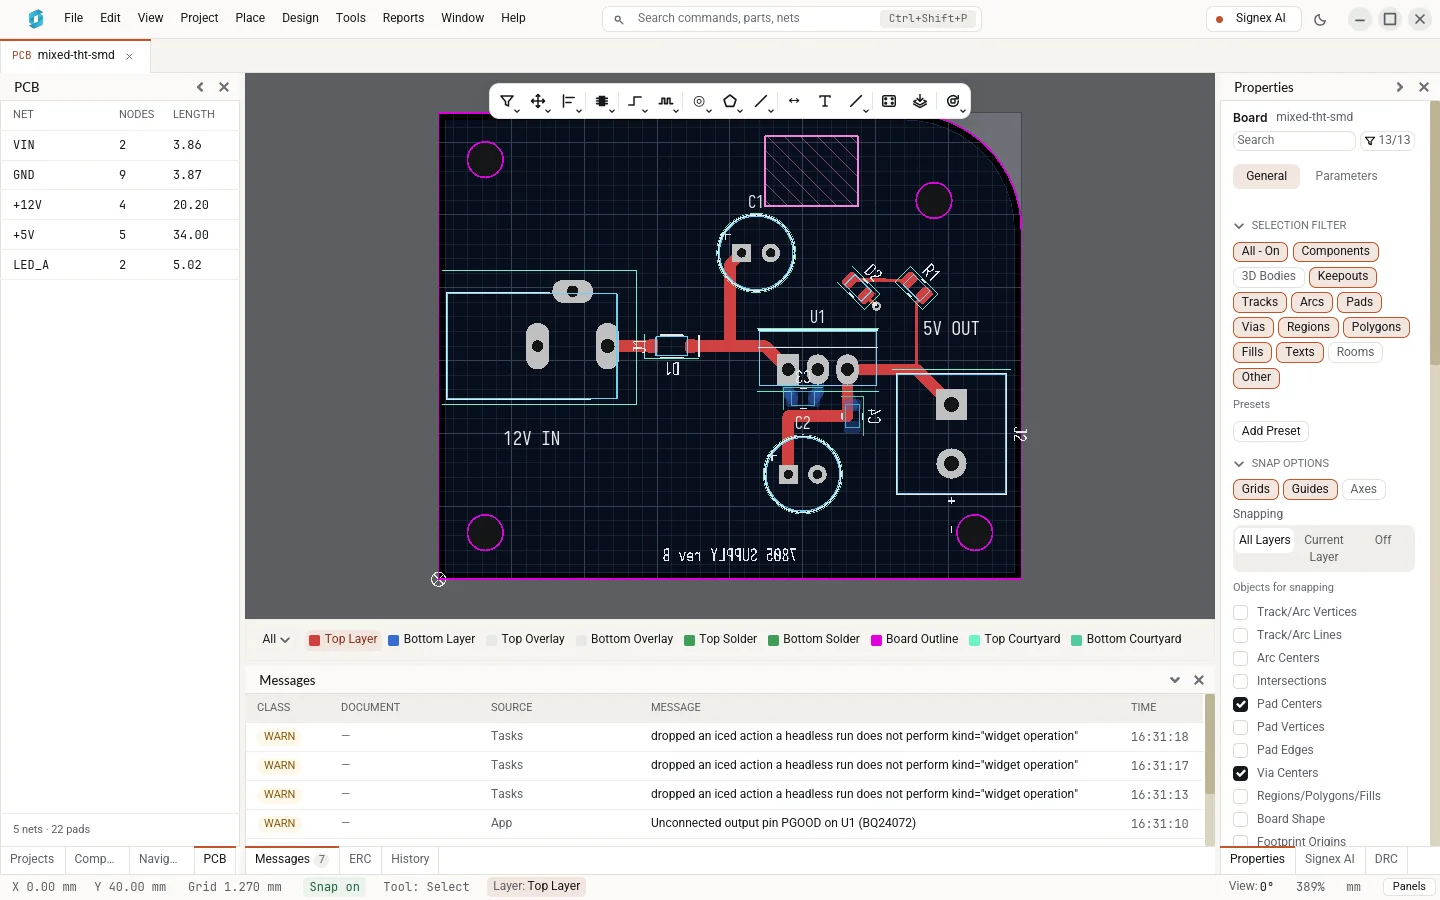 File Edit View Project Place Design Tools Reports Window Help
Search commands, parts, nets Ctrl+Shift+P
Signex AI
PCB mixed-tht-smd
PCB
NET NODES LENGTH
VIN 2 3.86
GND 9 3.87
+12V 4 20.20
+5V 5 34.00
LED_A 2 5.02
5 nets · 22 pads
Projects Comp... Navig... PCB
C1
+
D2
R1
U1
5V OUT
J1
D1
C3
C4
C2
+
12V IN
J2
+
-
7805 SUPPLY rev B
All Top Layer Bottom Layer Top Overlay Bottom Overlay Top Solder Bottom Solder Board Outline Top Courtyard Bottom Courtyard
Messages
CLASS DOCUMENT SOURCE MESSAGE TIME
WARN — Tasks dropped an iced action a headless run does not perform kind="widget operation" 16:31:18
WARN — Tasks dropped an iced action a headless run does not perform kind="widget operation" 16:31:17
WARN — Tasks dropped an iced action a headless run does not perform kind="widget operation" 16:31:13
WARN — App Unconnected output pin PGOOD on U1 (BQ24072) 16:31:10
Messages 7 ERC History
Properties
Board mixed-tht-smd
Search 13/13
General Parameters
SELECTION FILTER
All - On Components
3D Bodies Keepouts
Tracks Arcs Pads
Vias Regions Polygons
Fills Texts Rooms
Other
Presets
Add Preset
SNAP OPTIONS
Grids Guides Axes
Snapping
All Layers Current Layer Off
Objects for snapping
Track/Arc Vertices
Track/Arc Lines
Arc Centers
Intersections
Pad Centers
Pad Vertices
Pad Edges
Via Centers
Regions/Polygons/Fills
Board Shape
Footprint Origins
Properties Signex AI DRC
X 0.00 mm Y 40.00 mm Grid 1.270 mm Snap on Tool: Select Layer: Top Layer
View: 0° 389% mm Panels